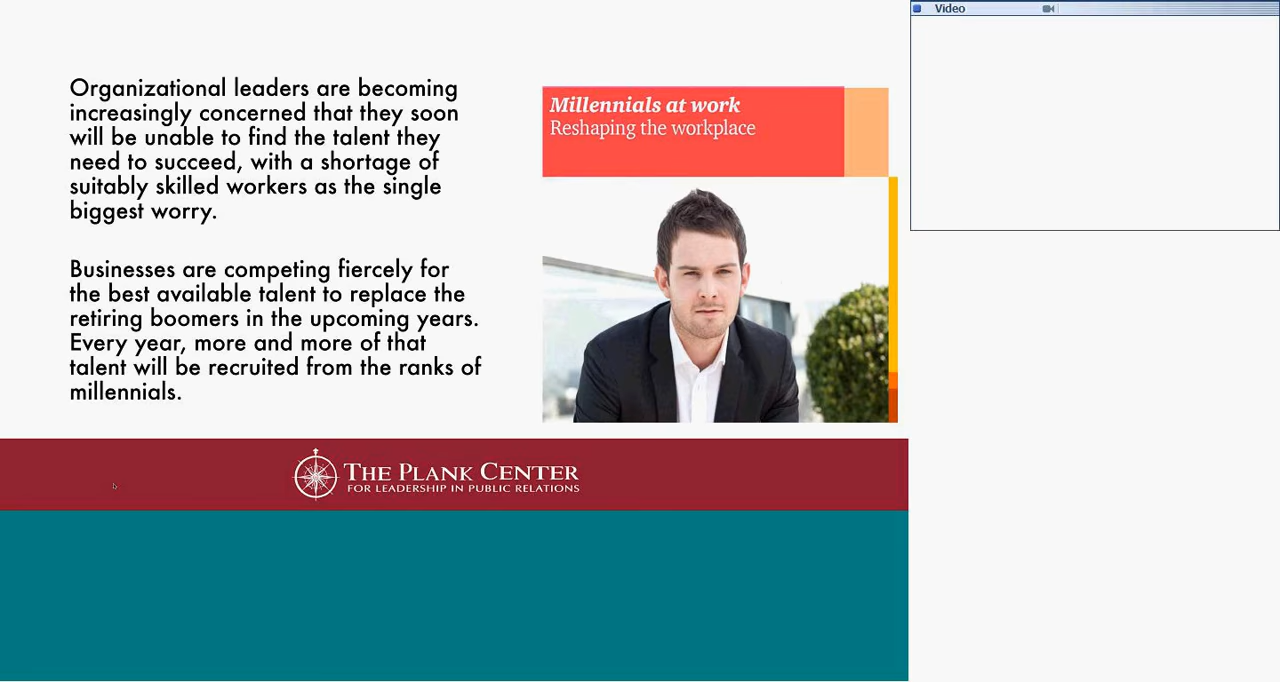 Video
Organizational leaders are becoming
increasingly concerned that they soon
will be unable to find the talent they
need to succeed, with a shortage of
suitably skilled workers as the single
biggest worry.
Businesses are competing fiercely for
the best available talent to replace the
retiring boomers in the upcoming years.
Every year, more and more of that
talent will be recruited from the ranks of
millennials.
Millennials at work
Reshaping the workplace
THE PLANK CENTER
FOR LEADERSHIP IN PUBLIC RELATIONS